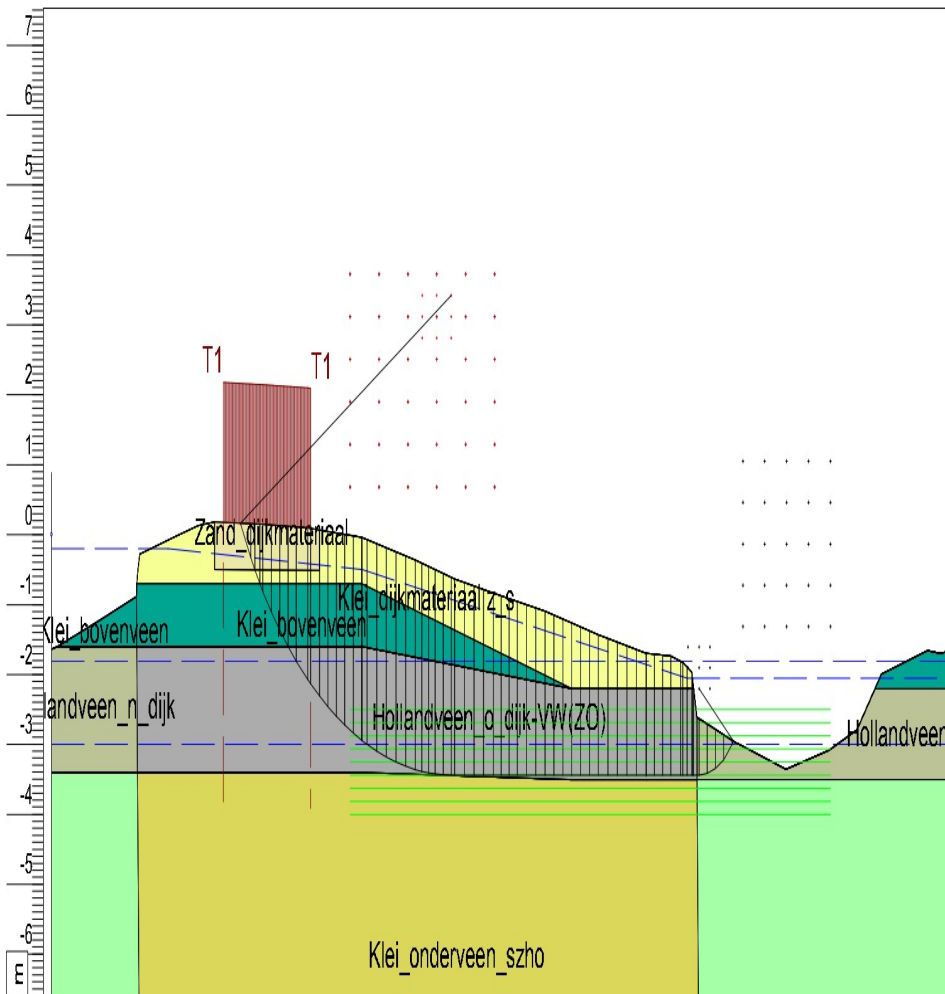 7
6
5
4
3
2
1
0
-1
-2
-3
-4
-5
-6
m
T1
T1
Zand_dijkmateriaal
Klei_dijkmateriaal z_s
Klei_bovenveen
Klei_bovenveen
landveen_n_dijk
Hollandveen_o_dijk-VW(ZO)
Hollandveen
Klei_onderveen_szho